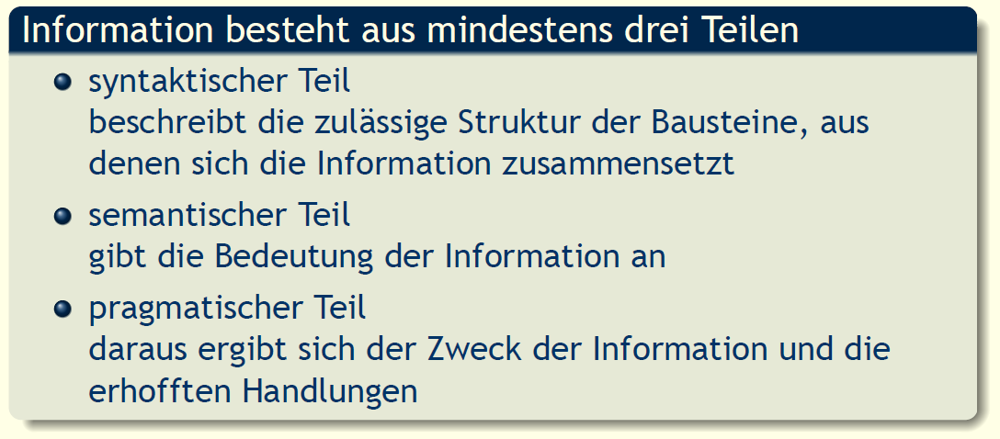 Information besteht aus mindestens drei Teilen
syntaktischer Teil
beschreibt die zulässige Struktur der Bausteine, aus
denen sich die Information zusammensetzt
semantischer Teil
gibt die Bedeutung der Information an
pragmatischer Teil
daraus ergibt sich der Zweck der Information und die
erhofften Handlungen